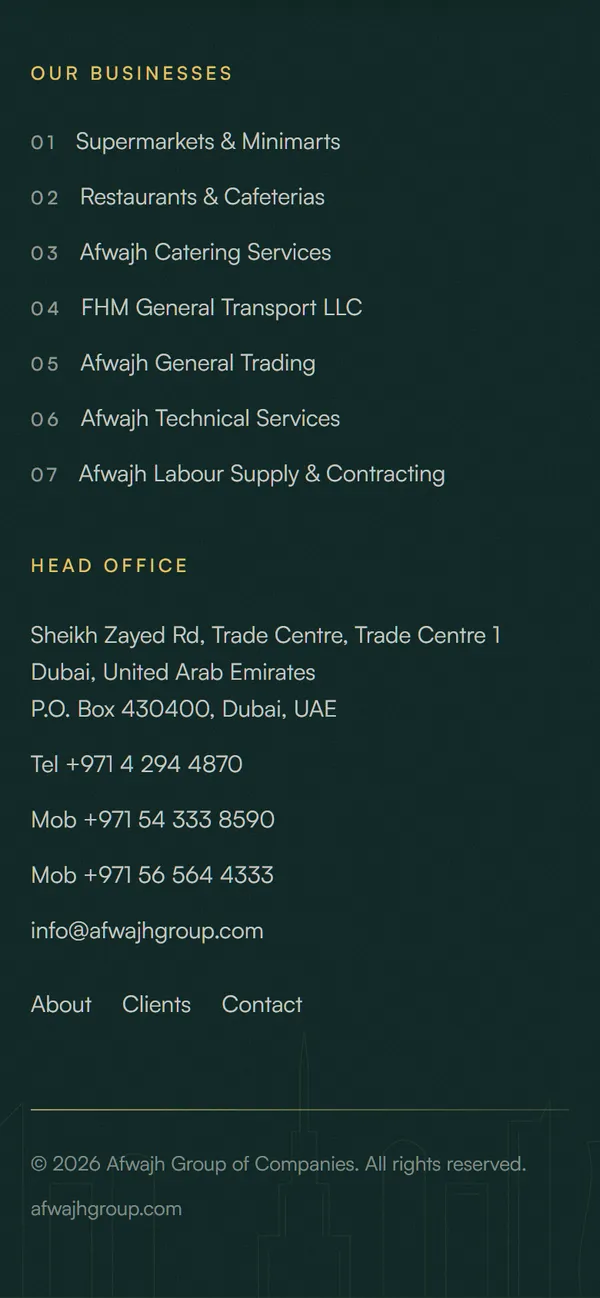 OUR BUSINESSES
01 Supermarkets & Minimarts
02 Restaurants & Cafeterias
03 Afwajh Catering Services
04 FHM General Transport LLC
05 Afwajh General Trading
06 Afwajh Technical Services
07 Afwajh Labour Supply & Contracting
HEAD OFFICE
Sheikh Zayed Rd, Trade Centre, Trade Centre 1
Dubai, United Arab Emirates
P.O. Box 430400, Dubai, UAE
Tel +971 4 294 4870
Mob +971 54 333 8590
Mob +971 56 564 4333
info@afwajhgroup.com
About Clients Contact
© 2026 Afwajh Group of Companies. All rights reserved.
afwajhgroup.com